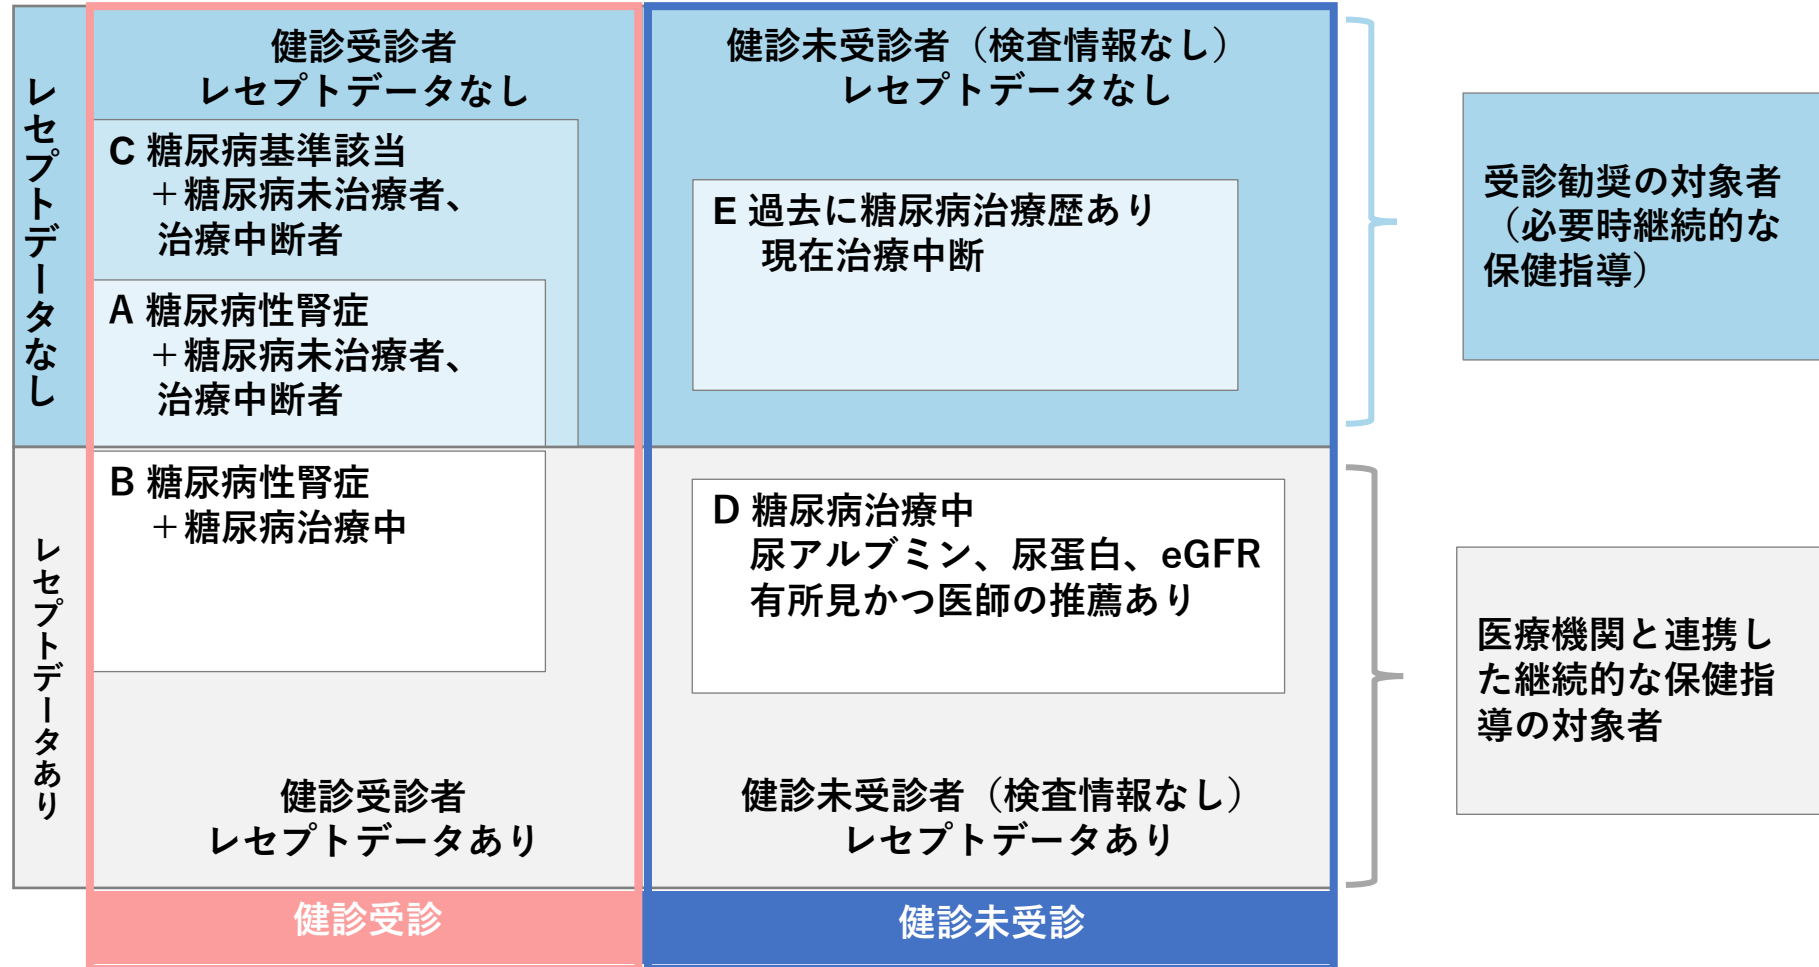 レセプトデータなし
健診受診者
レセプトデータなし
C 糖尿病基準該当
＋糖尿病未治療者、
治療中断者
A 糖尿病性腎症
＋糖尿病未治療者、
治療中断者
健診未受診者（検査情報なし）
レセプトデータなし
E 過去に糖尿病治療歴あり
現在治療中断
受診勧奨の対象者
（必要時継続的な
保健指導）
レセプトデータあり
B 糖尿病性腎症
＋糖尿病治療中
健診受診者
レセプトデータあり
D 糖尿病治療中
尿アルブミン、尿蛋白、eGFR
有所見かつ医師の推薦あり
健診未受診者（検査情報なし）
レセプトデータあり
医療機関と連携し
た継続的な保健指
導の対象者
健診受診
健診未受診